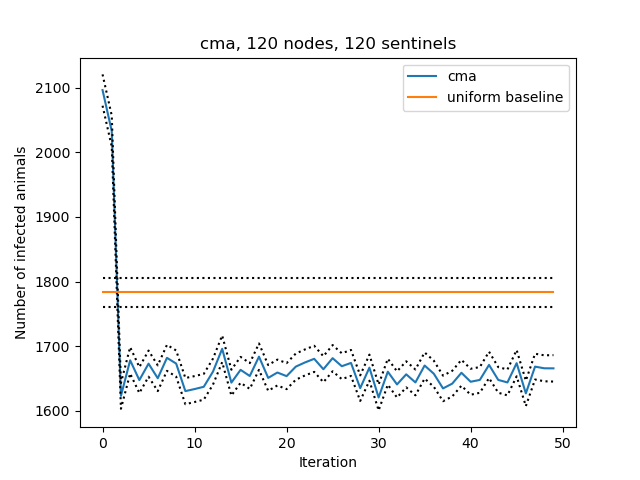 cma, 120 nodes, 120 sentinels
cma
uniform baseline
Number of infected animals
2100
2000
1900
1800
1700
1600
0 10 20 30 40 50
Iteration